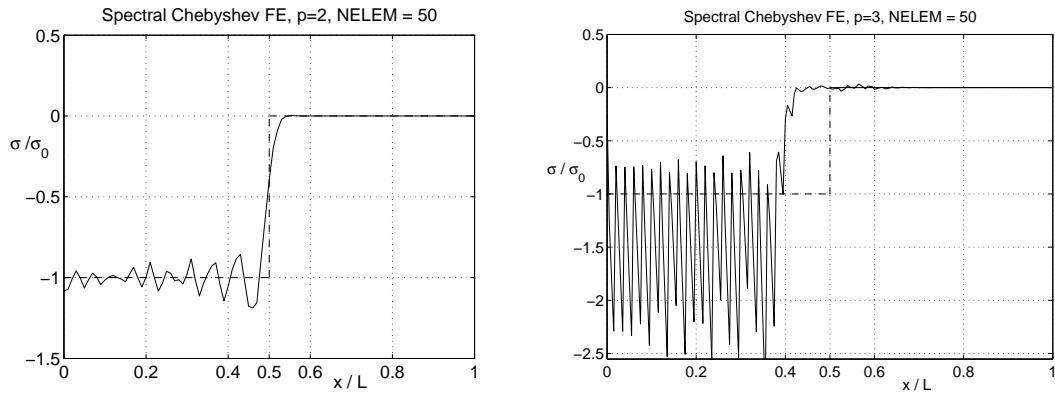 Spectral Chebyshev FE, p=2, NELEM = 50
0.5
0
σ/σ0
−0.5
−1
−1.5
0 0.2 0.4 0.5 0.6 0.8 1
x / L
Spectral Chebyshev FE, p=3, NELEM = 50
0.5
0
−0.5
σ/σ0
−1
−1.5
−2
−2.5
0 0.2 0.4 0.5 0.6 0.8 1
x / L